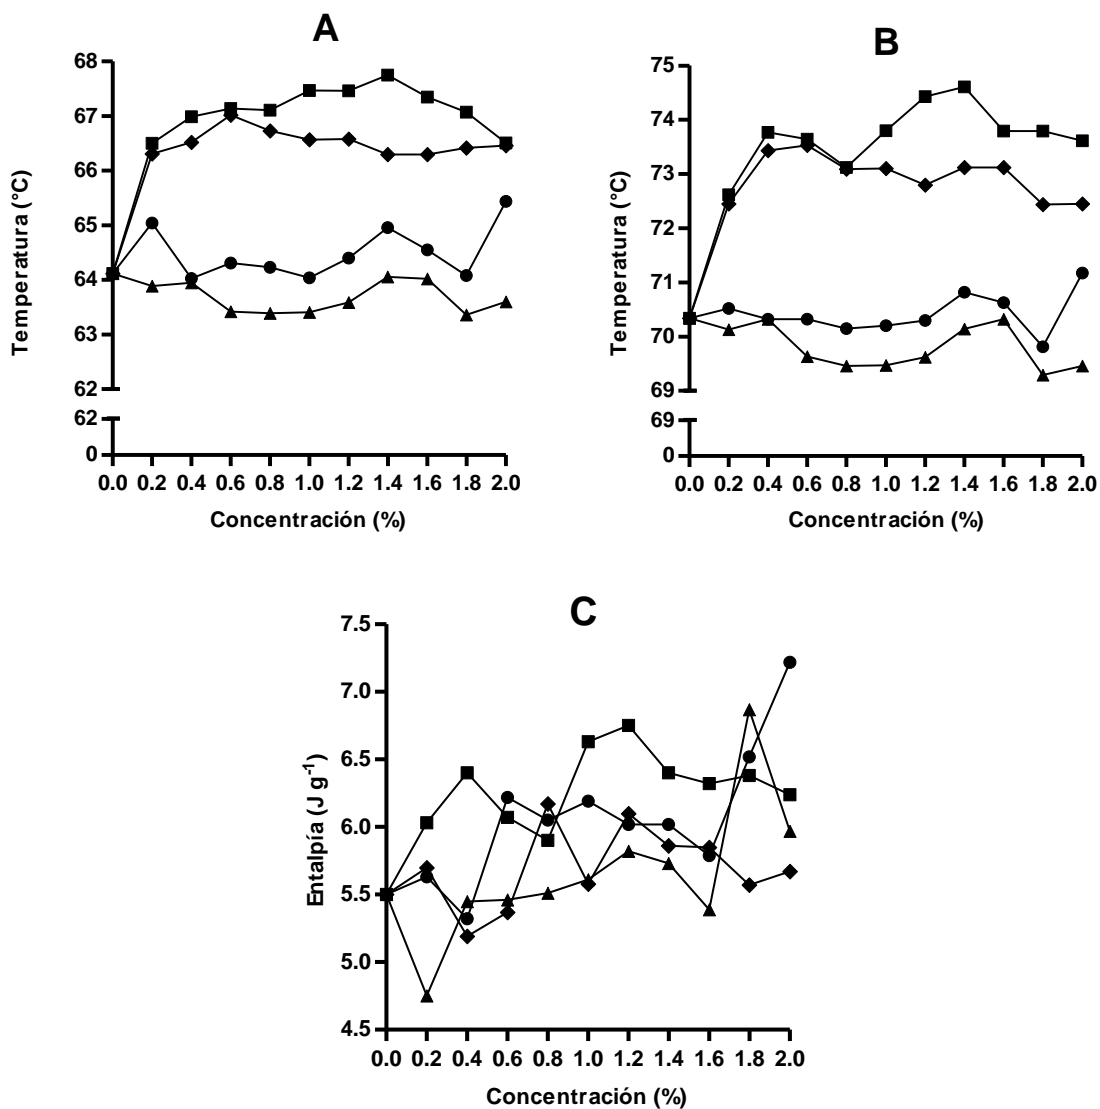 A
Temperatura (°C)
68
67
66
65
64
63
62
62
0
0.0 0.2 0.4 0.6 0.8 1.0 1.2 1.4 1.6 1.8 2.0
Concentración (%)
B
Temperatura (°C)
75
74
73
72
71
70
69
69
0
0.0 0.2 0.4 0.6 0.8 1.0 1.2 1.4 1.6 1.8 2.0
Concentración (%)
C
Entalpía (J g-1)
7.5
7.0
6.5
6.0
5.5
5.0
4.5
0.0 0.2 0.4 0.6 0.8 1.0 1.2 1.4 1.6 1.8 2.0
Concentración (%)